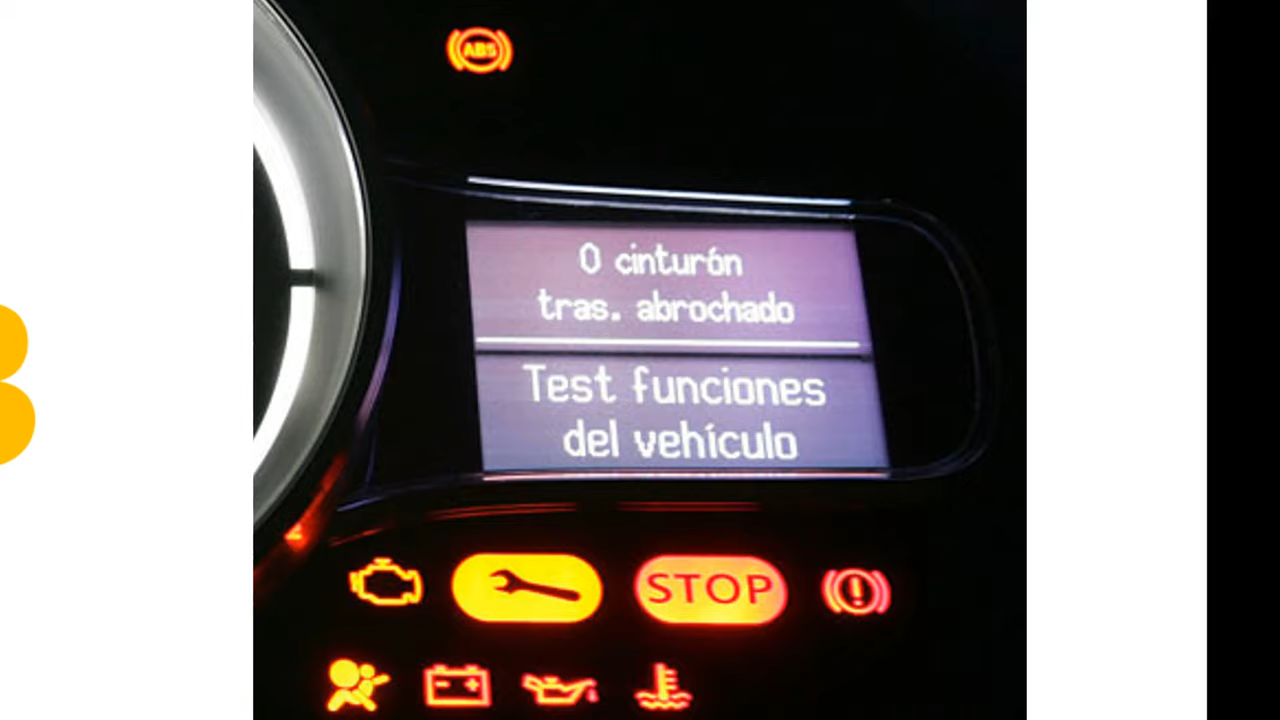 ABS
0 cinturón
tras. abrochado
Test funciones
del vehículo
STOP